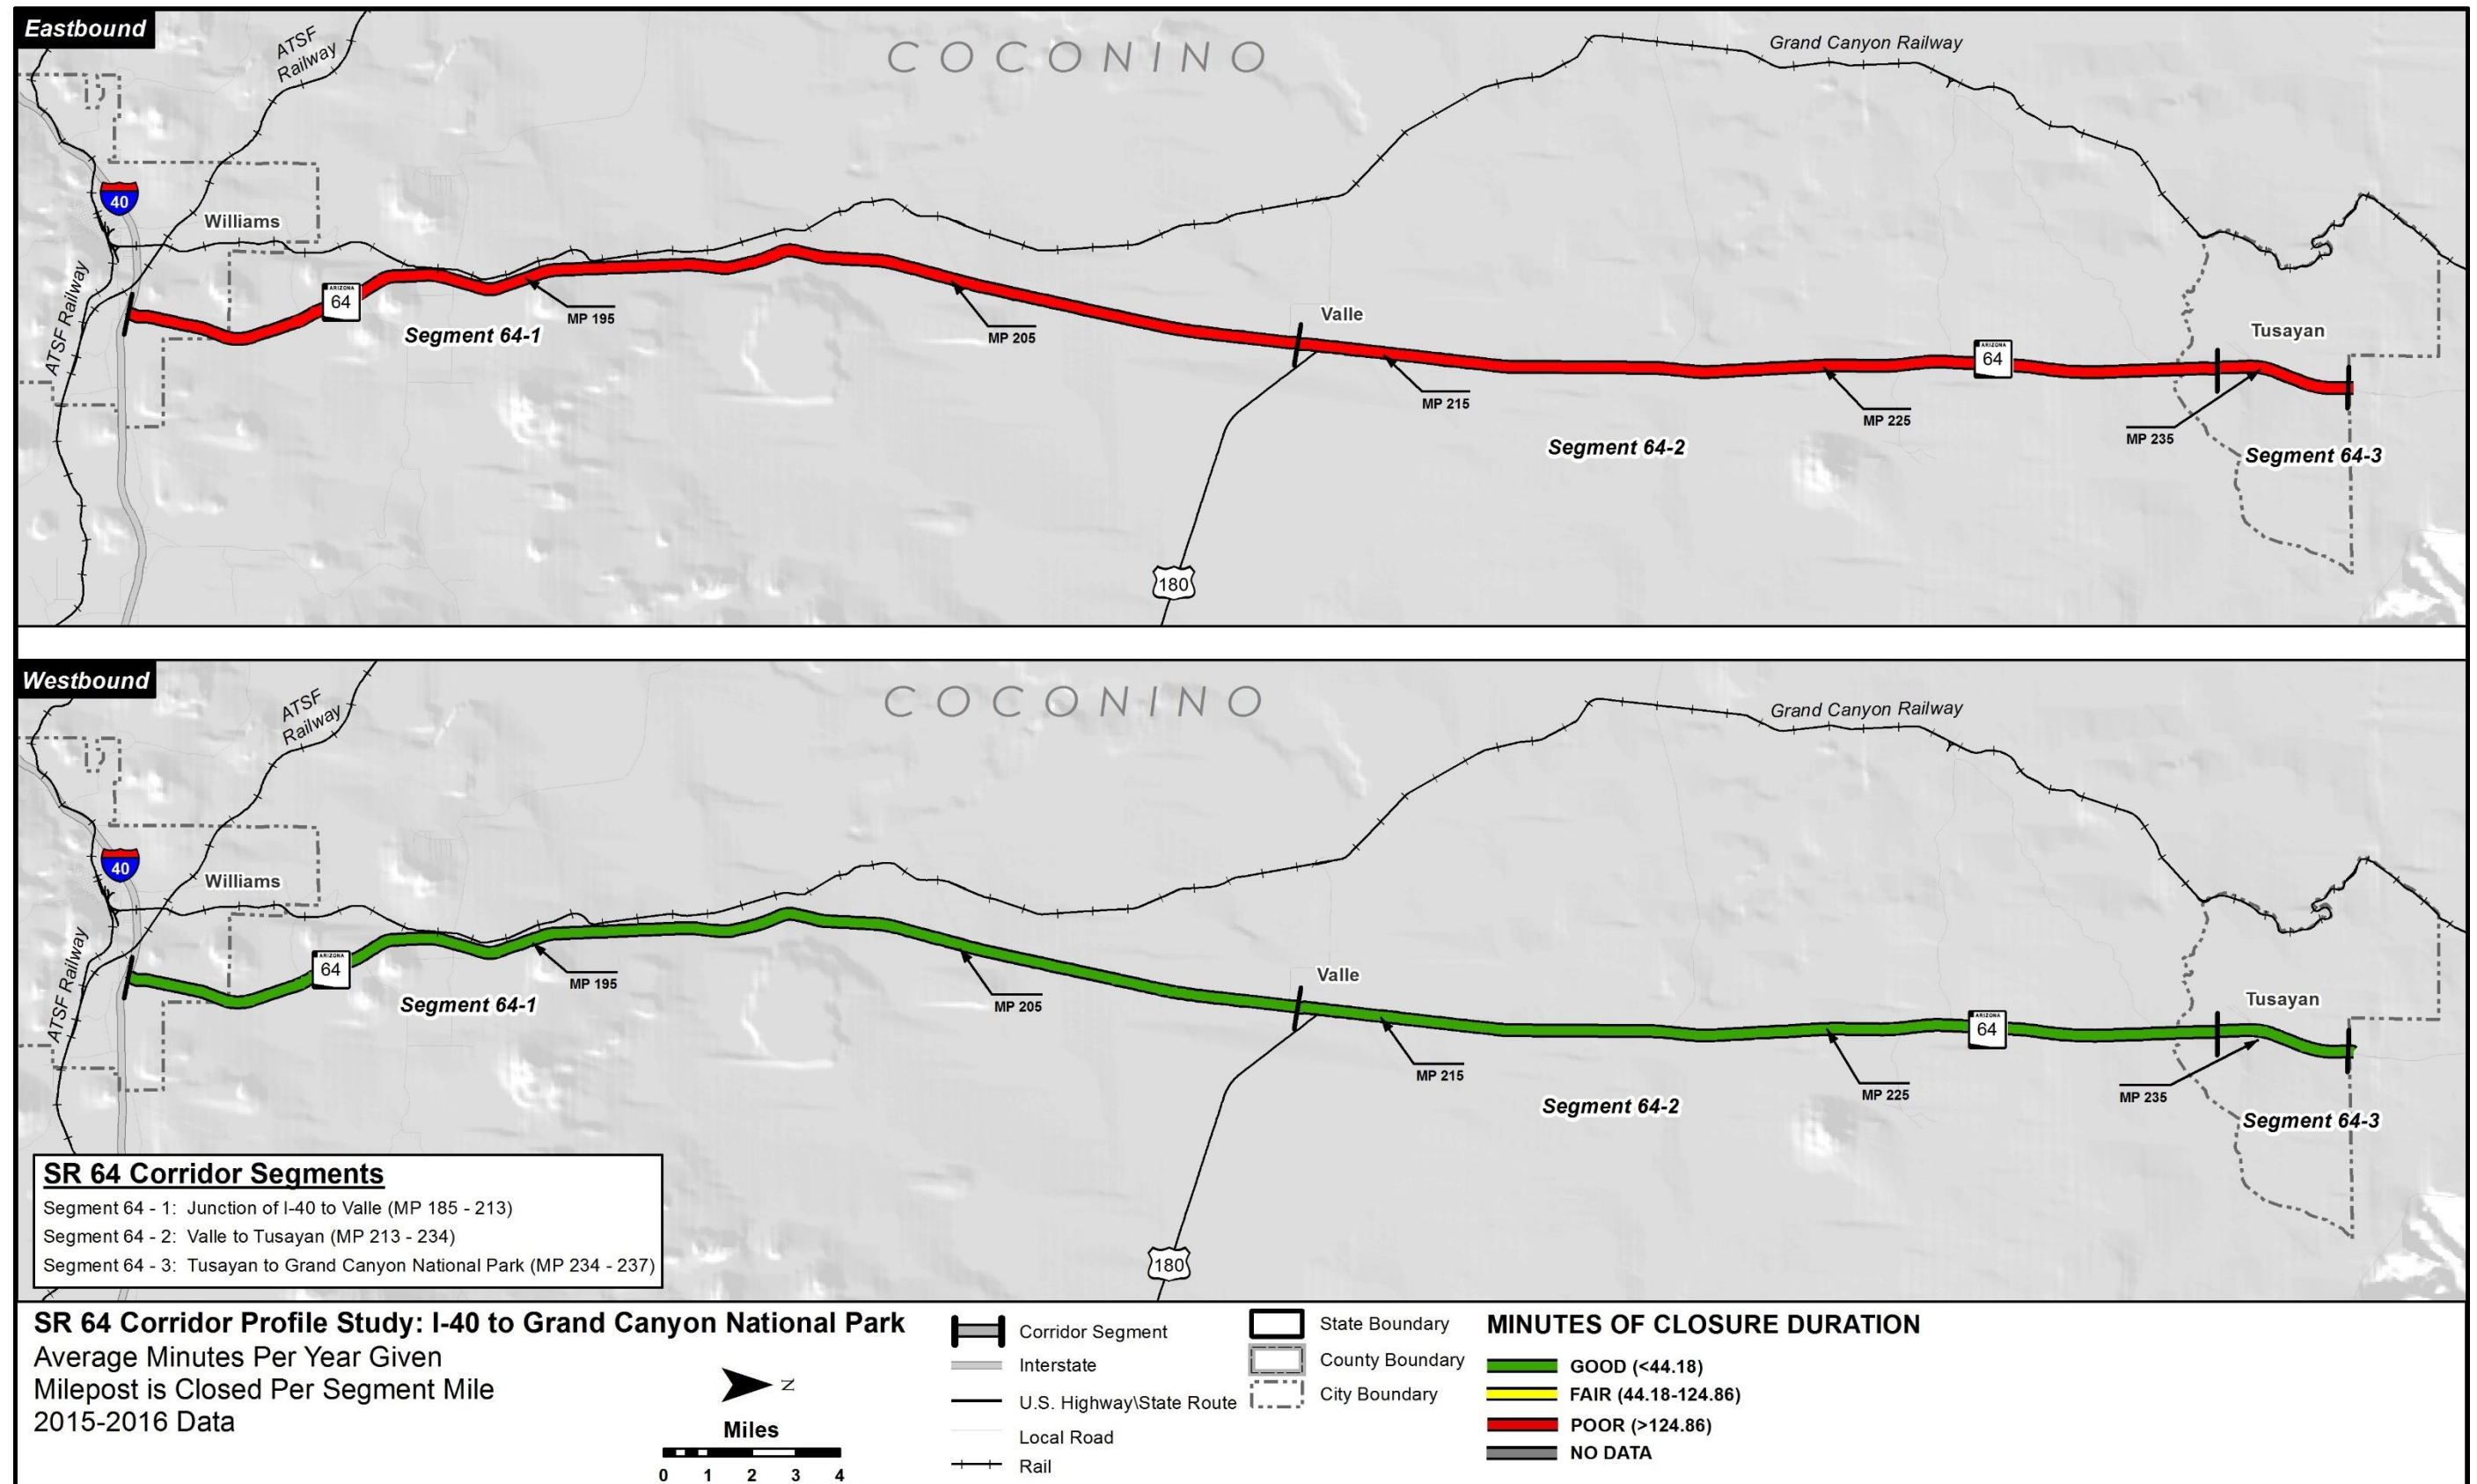 Eastbound
COCONINO
ATSF
Railway
Grand Canyon Railway
40
Williams
ATSF Railway
ARIZONA
64
Segment 64-1
MP 195
MP 205
Valle
MP 215
Segment 64-2
MP 225
ARIZONA
64
Tusayan
MP 235
Segment 64-3
180
Westbound
COCONINO
ATSF
Railway
Grand Canyon Railway
40
Williams
ATSF Railway
ARIZONA
64
Segment 64-1
MP 195
MP 205
Valle
MP 215
Segment 64-2
MP 225
ARIZONA
64
Tusayan
MP 235
Segment 64-3
180
SR 64 Corridor Segments
Segment 64 - 1: Junction of I-40 to Valle (MP 185 - 213)
Segment 64 - 2: Valle to Tusayan (MP 213 - 234)
Segment 64 - 3: Tusayan to Grand Canyon National Park (MP 234 - 237)
SR 64 Corridor Profile Study: I-40 to Grand Canyon National Park
Average Minutes Per Year Given
Milepost is Closed Per Segment Mile
2015-2016 Data
N
Miles
0 1 2 3 4
Corridor Segment
Interstate
U.S. Highway\State Route
Local Road
Rail
State Boundary
County Boundary
City Boundary
MINUTES OF CLOSURE DURATION
GOOD (<44.18)
FAIR (44.18-124.86)
POOR (>124.86)
NO DATA